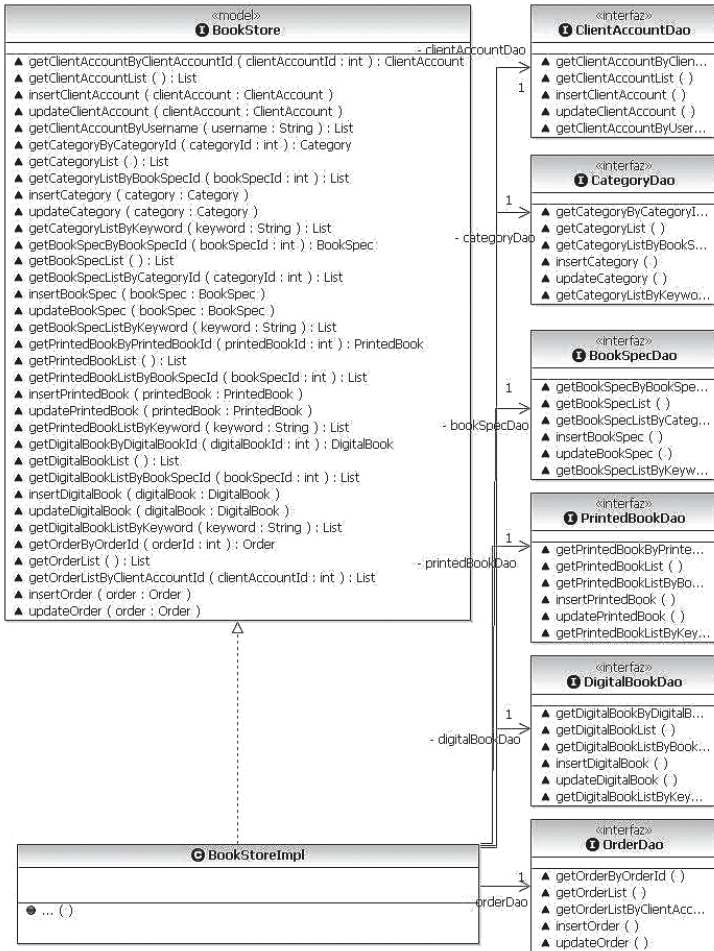 «model»
BookStore
getClientAccountByClientAccountId ( clientAccountId : int ) : ClientAccount
getClientAccountList ( ) : List
insertClientAccount ( clientAccount : ClientAccount )
updateClientAccount ( clientAccount : ClientAccount )
getClientAccountByUsername ( username : String ) : List
getCategoryByCategoryId ( categoryId : int ) : Category
getCategoryList ( ) : List
getCategoryListByBookSpecId ( bookSpecId : int ) : List
insertCategory ( category : Category )
updateCategory ( category : Category )
getCategoryListByKeyword ( keyword : String ) : List
getBookSpecByBookSpecId ( bookSpecId : int ) : BookSpec
getBookSpecList ( ) : List
getBookSpecListByCategoryId ( categoryId : int ) : List
insertBookSpec ( bookSpec : BookSpec )
updateBookSpec ( bookSpec : BookSpec )
getBookSpecListByKeyword ( keyword : String ) : List
getPrintedBookByPrintedBookId ( printedBookId : int ) : PrintedBook
getPrintedBookList ( ) : List
getPrintedBookListByBookSpecId ( bookSpecId : int ) : List
insertPrintedBook ( printedBook : PrintedBook )
updatePrintedBook ( printedBook : PrintedBook )
getPrintedBookListByKeyword ( keyword : String ) : List
getDigitalBookByDigitalBookId ( digitalBookId : int ) : DigitalBook
getDigitalBookList ( ) : List
getDigitalBookListByBookSpecId ( bookSpecId : int ) : List
insertDigitalBook ( digitalBook : DigitalBook )
updateDigitalBook ( digitalBook : DigitalBook )
getDigitalBookListByKeyword ( keyword : String ) : List
getOrderByOrderId ( orderId : int ) : Order
getOrderList ( ) : List
getOrderListByClientAccountId ( clientAccountId : int ) : List
insertOrder ( order : Order )
updateOrder ( order : Order )
BookStoreImpl
... ( )
- clientAccountDao
1
«interfaz»
ClientAccountDao
getClientAccountByClien...
getClientAccountList ( )
insertClientAccount ( )
updateClientAccount ( )
getClientAccountByUser...
1
- categoryDao
«interfaz»
CategoryDao
getCategoryByCategoryI...
getCategoryList ( )
getCategoryListByBookS...
insertCategory ( )
updateCategory ( )
getCategoryListByKeywo...
1
- bookSpecDao
«interfaz»
BookSpecDao
getBookSpecByBookSpe...
getBookSpecList ( )
getBookSpecListByCateg...
insertBookSpec ( )
updateBookSpec ( )
getBookSpecListByKeyw...
1
- printedBookDao
«interfaz»
PrintedBookDao
getPrintedBookByPrinte...
getPrintedBookList ( )
getPrintedBookListByBo...
insertPrintedBook ( )
updatePrintedBook ( )
getPrintedBookListByKey...
1
- digitalBookDao
«interfaz»
DigitalBookDao
getDigitalBookByDigitalB...
getDigitalBookList ( )
getDigitalBookListByBook...
insertDigitalBook ( )
updateDigitalBook ( )
getDigitalBookListByKey...
1
orderDao
«interfaz»
OrderDao
getOrderByOrderId ( )
getOrderList ( )
getOrderListByClientAcc...
insertOrder ( )
updateOrder ( )